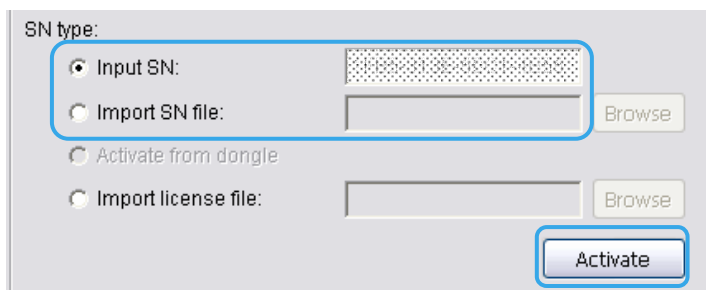 SN type:
Input SN:
Import SN file: Browse
Activate from dongle
Import license file: Browse
Activate